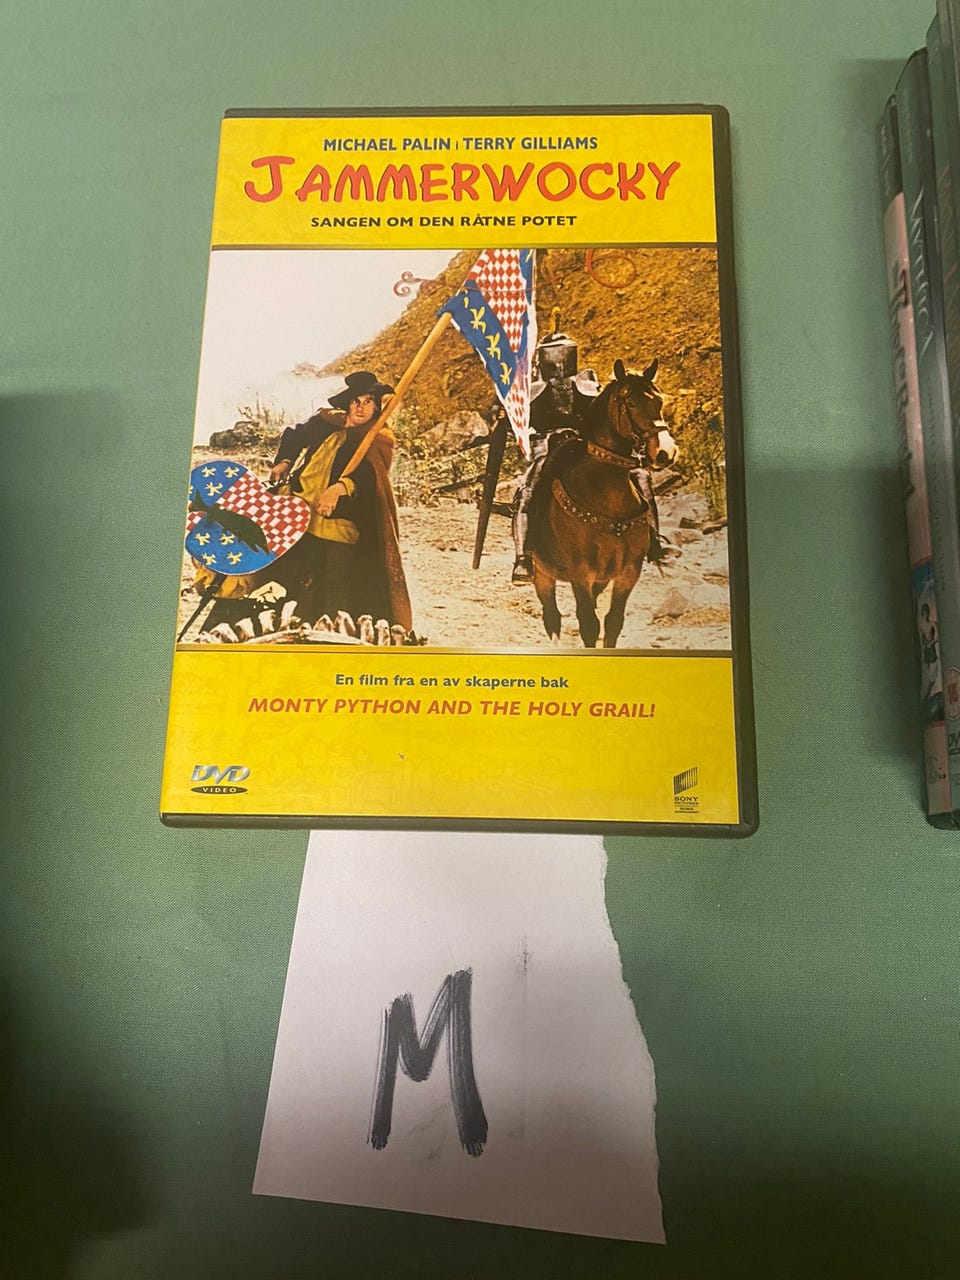 MICHAEL PALIN i TERRY GILLIAMS
JAMMERWOCKY
SANGEN OM DEN RÅTNE POTET
En film fra en av skaperne bak
MONTY PYTHON AND THE HOLY GRAIL!
DVD
VIDEO
SONY
PICTURES
M